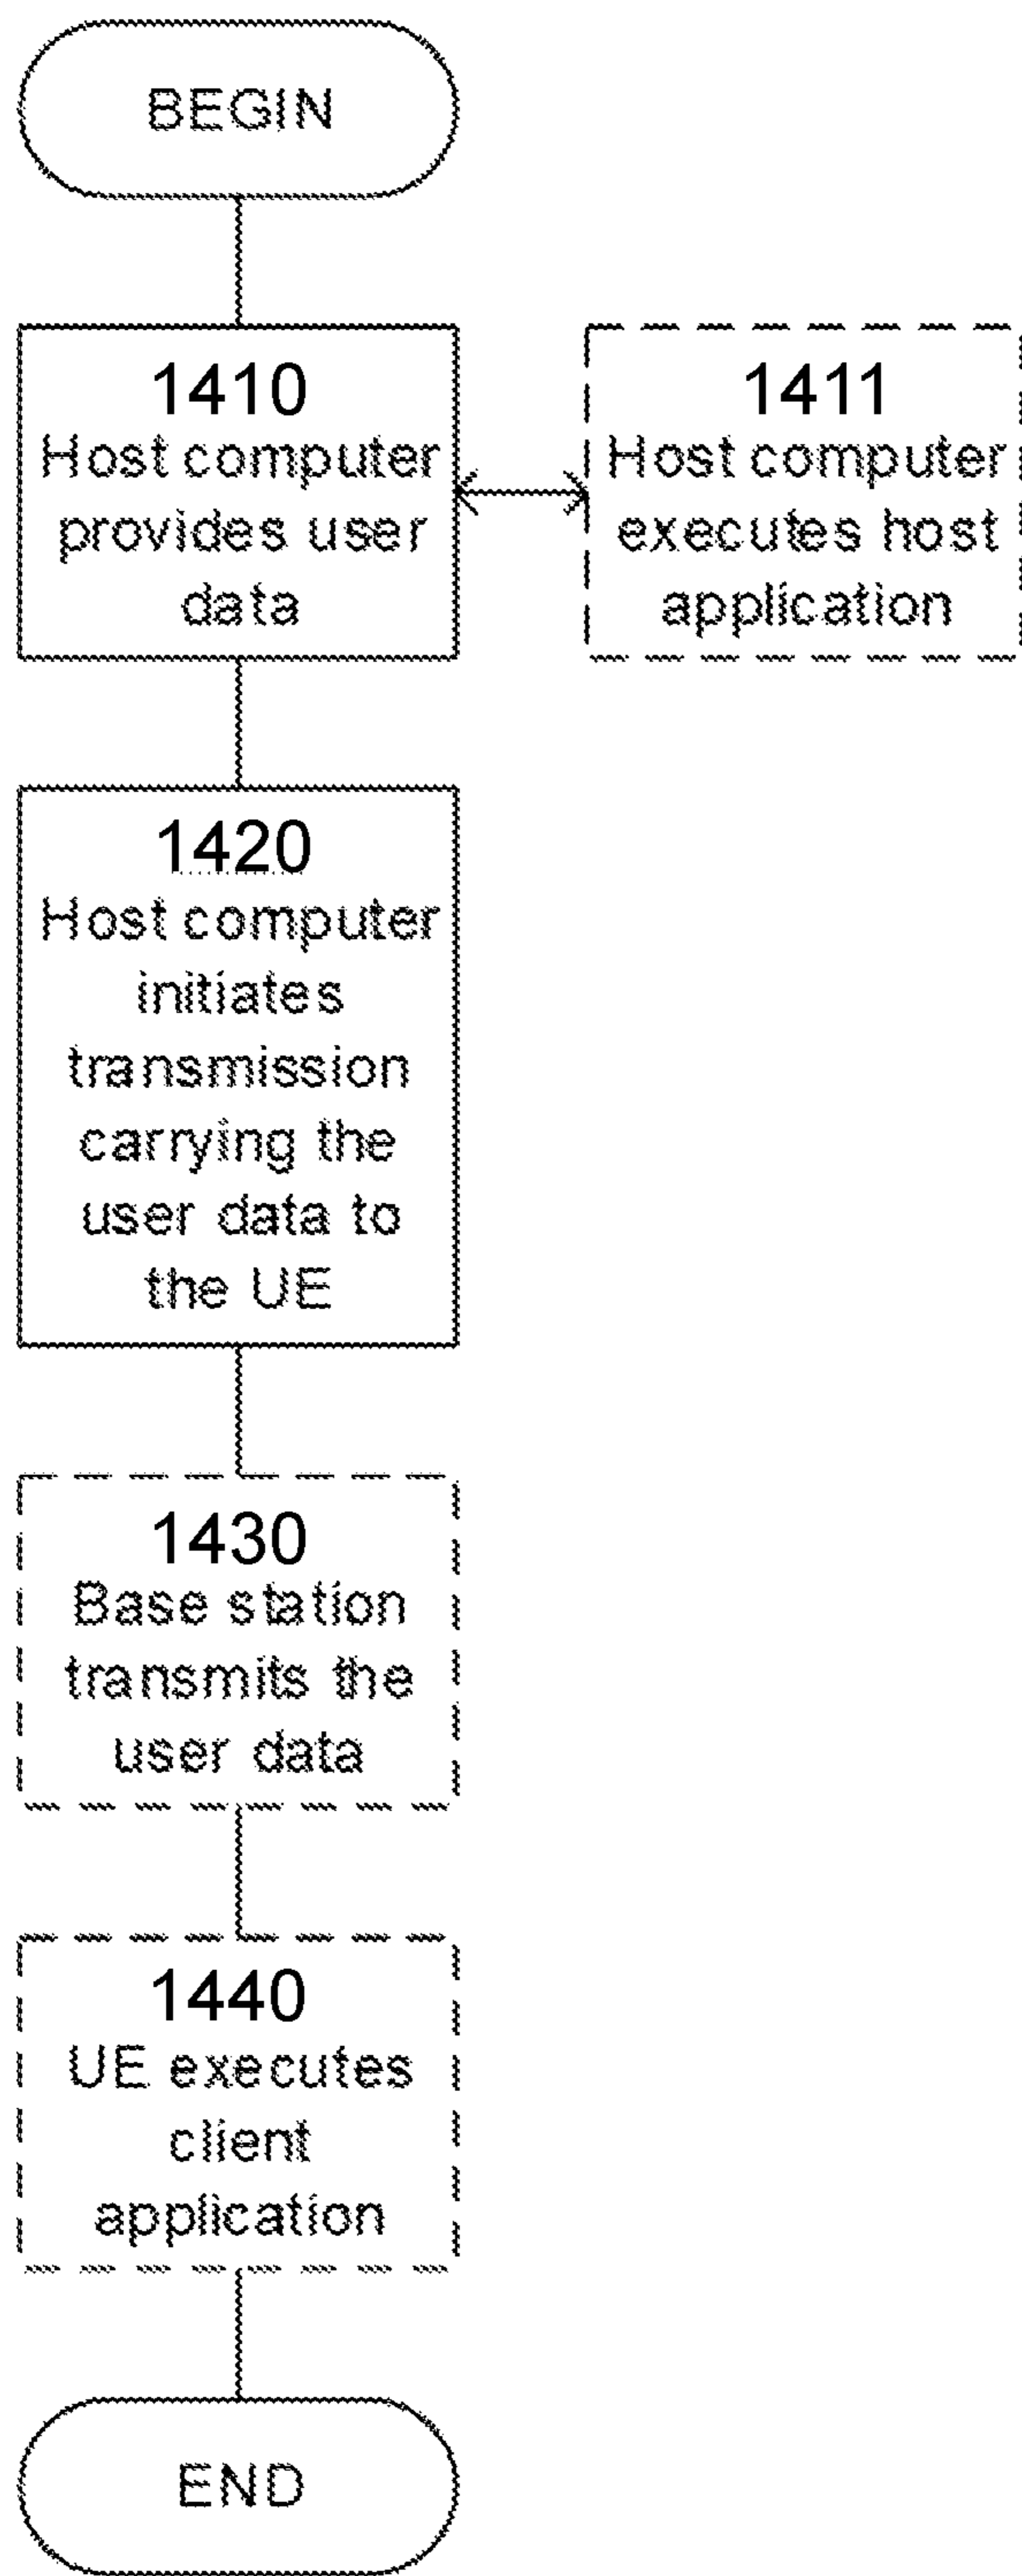 BEGIN
1410
Host computer
provides user
data
1411
Host computer
executes host
application
1420
Host computer
initiates
transmission
carrying the
user data to
the UE
1430
Base station
transmits the
user data
1440
UE executes
client
application
END